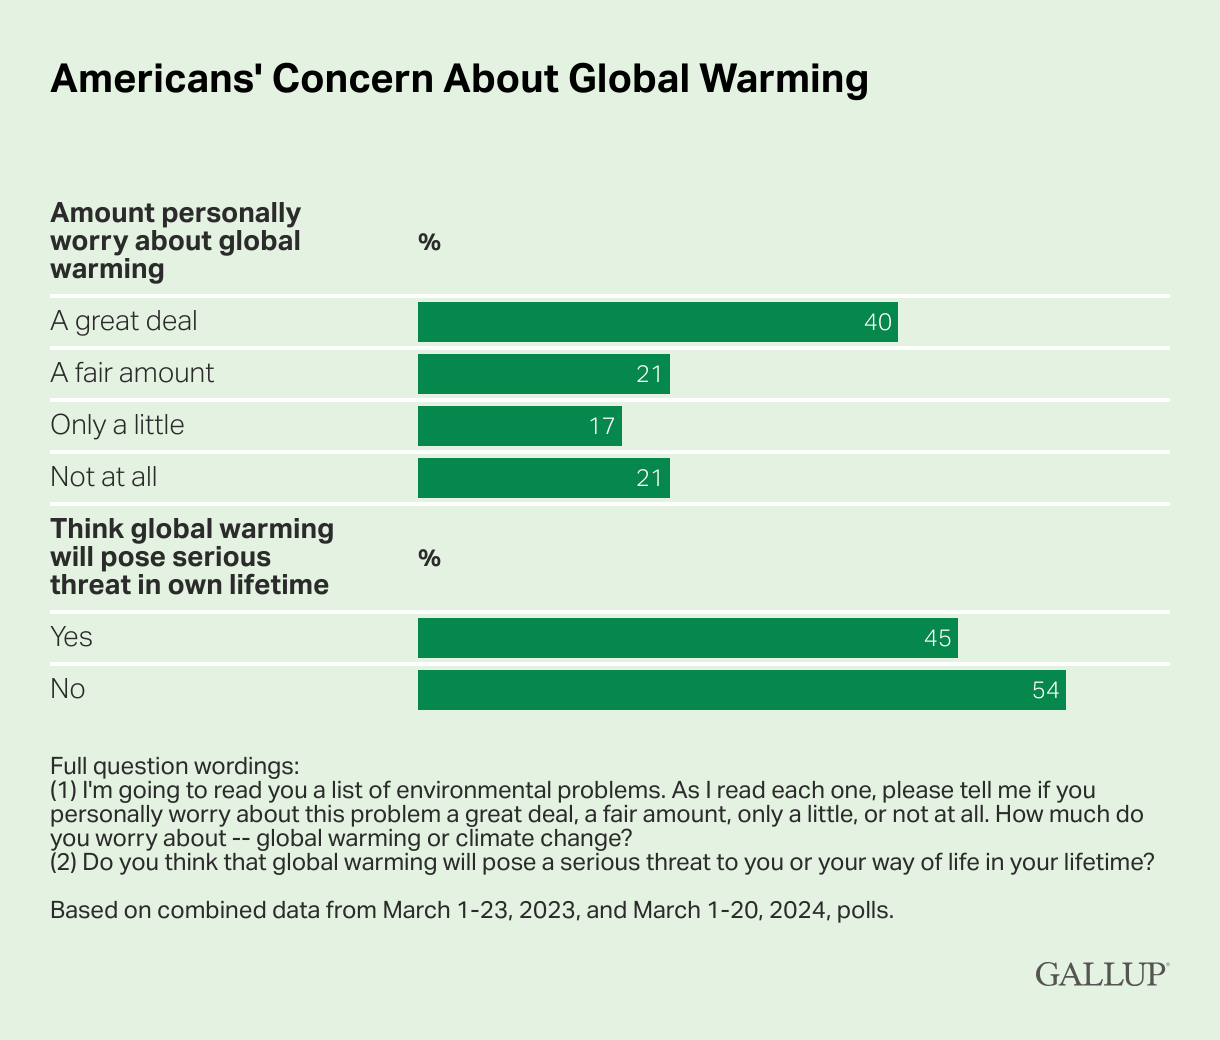 Americans' Concern About Global Warming
Amount personally
worry about global
warming
%
A great deal
40
A fair amount
21
Only a little
17
Not at all
21
Think global warming
will pose serious
threat in own lifetime
%
Yes
45
No
54
Full question wordings:
(1) I'm going to read you a list of environmental problems. As I read each one, please tell me if you
personally worry about this problem a great deal, a fair amount, only a little, or not at all. How much do
you worry about -- global warming or climate change?
(2) Do you think that global warming will pose a serious threat to you or your way of life in your lifetime?
Based on combined data from March 1-23, 2023, and March 1-20, 2024, polls.
GALLUP®